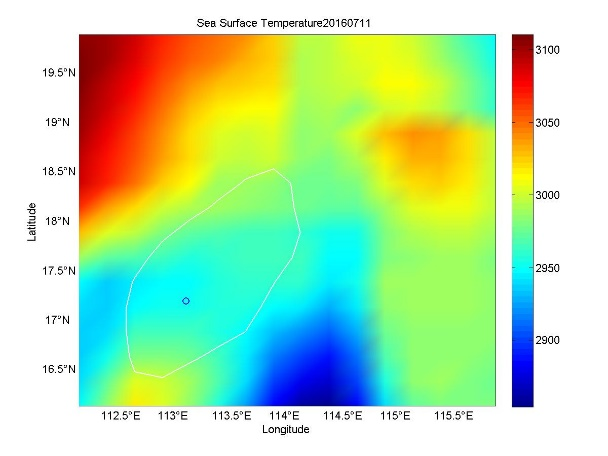 Sea Surface Temperature20160711
19.5°N
19°N
18.5°N
18°N
17.5°N
17°N
16.5°N
Latitude
112.5°E
113°E
113.5°E
114°E
114.5°E
115°E
115.5°E
Longitude
3100
3050
3000
2950
2900